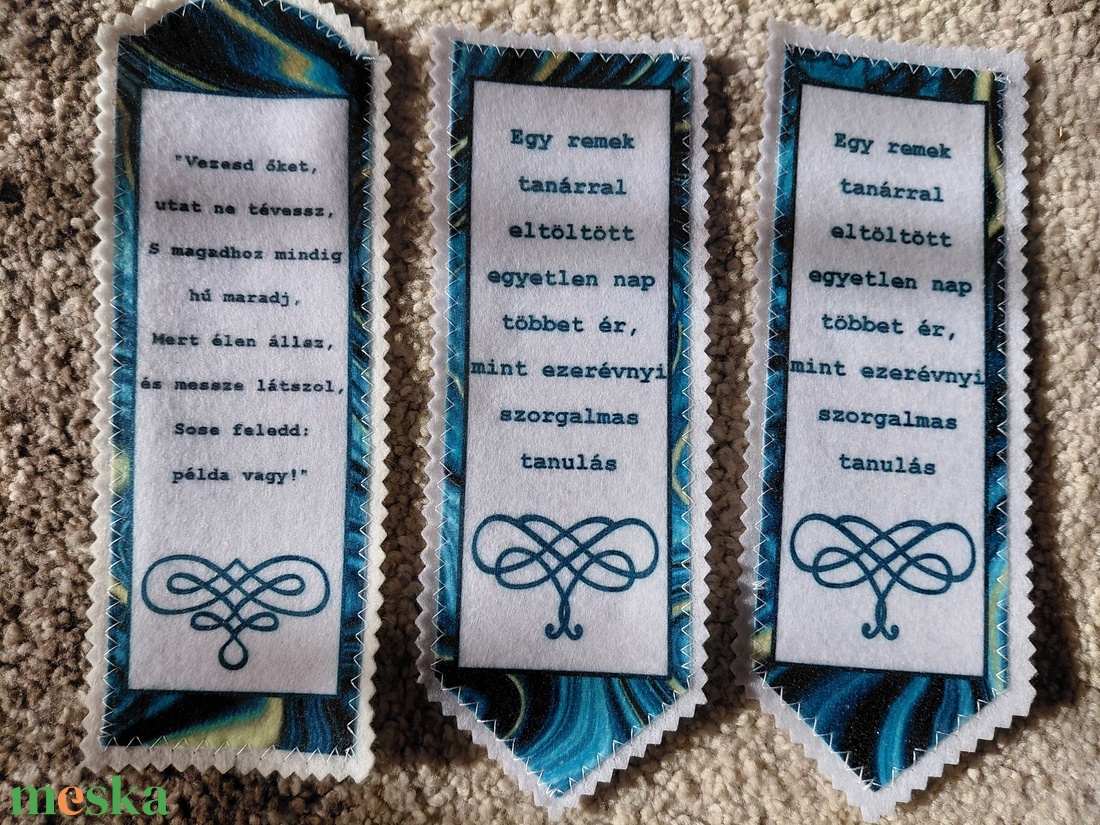 "Vezesd őket,
utat ne tévessz,
S magadhoz mindig
hű maradj,
Mert élen állsz,
és messze látszol,
Sose feledd:
példa vagy!"
Egy remek
tanárral
eltöltött
egyetlen nap
többet ér,
mint ezerévnyi
szorgalmas
tanulás
Egy remek
tanárral
eltöltött
egyetlen nap
többet ér,
mint ezerévnyi
szorgalmas
tanulás
meska